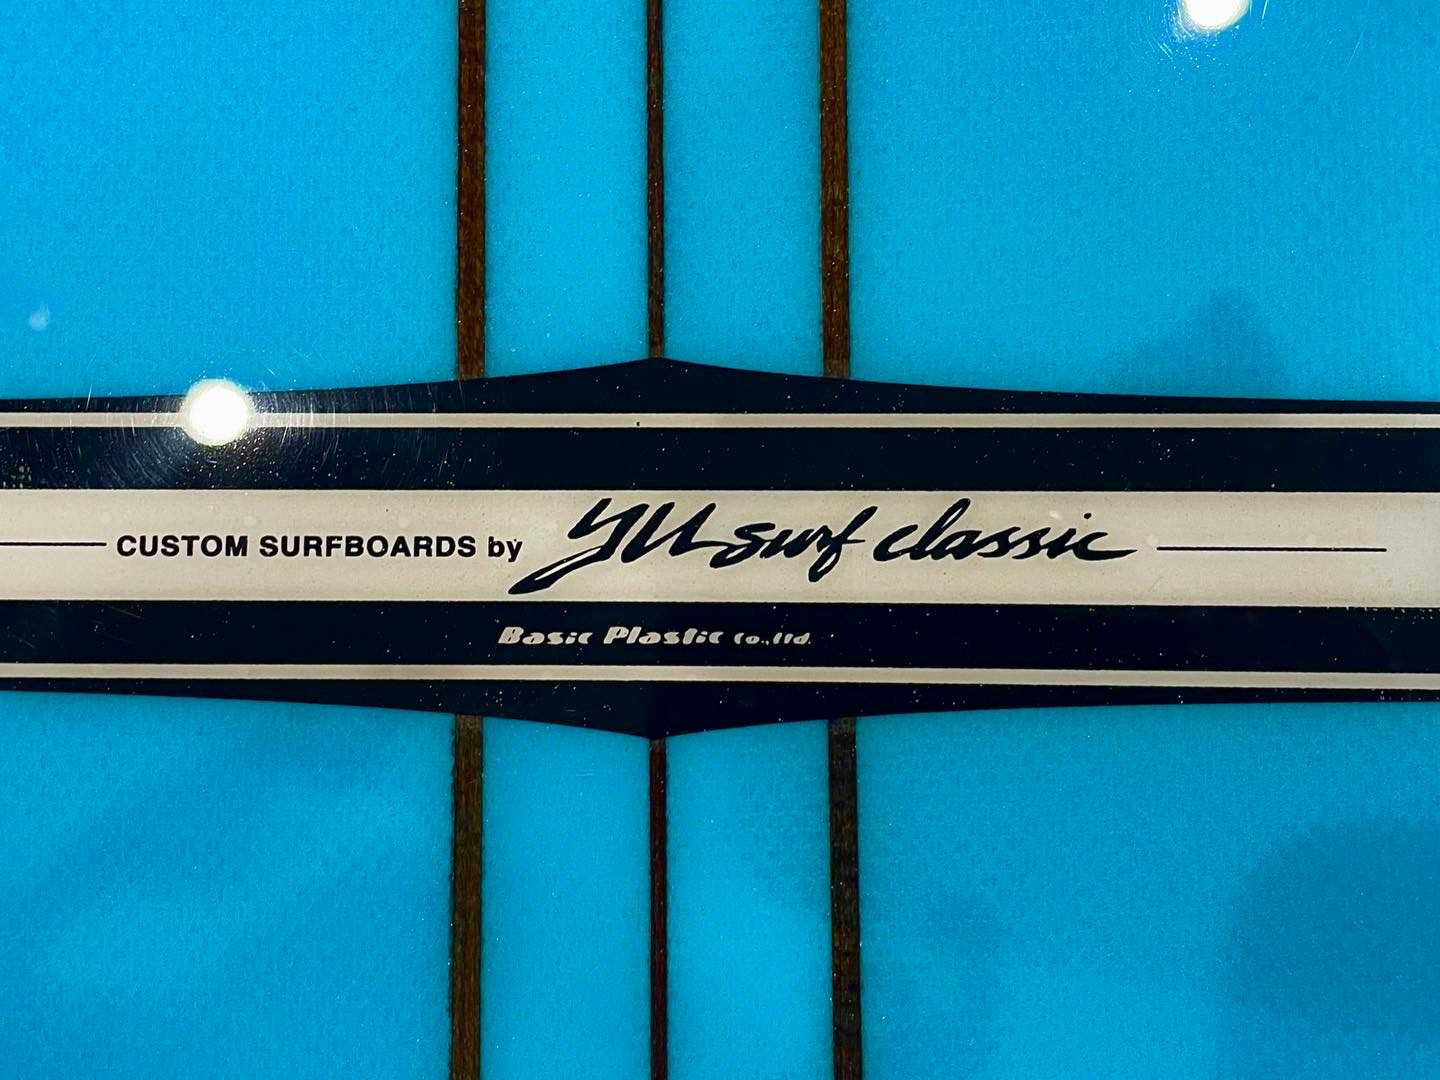 CUSTOM SURFBOARDS by YU surf classic
Basic Plastic Co.,ltd.